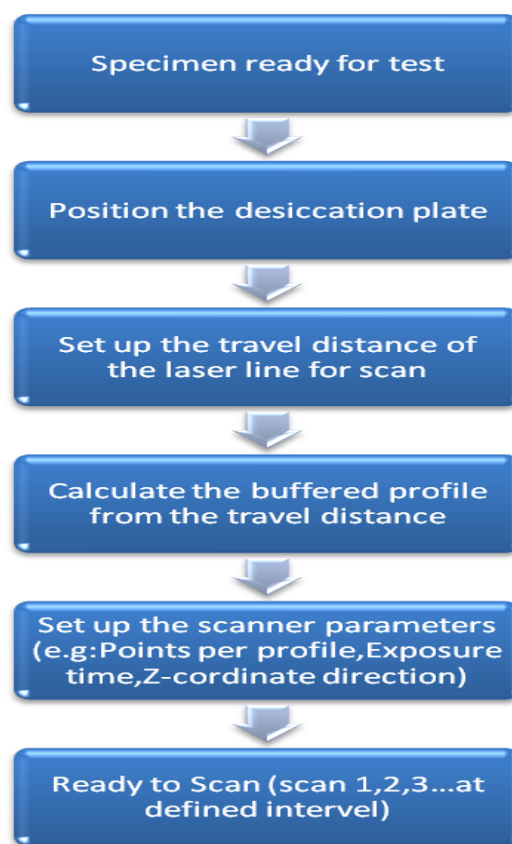 Specimen ready for test
Position the desiccation plate
Set up the travel distance of
the laser line for scan
Calculate the buffered profile
from the travel distance
Set up the scanner parameters
(e.g:Points per profile,Exposure
time,Z-cordinate direction)
Ready to Scan (scan 1,2,3...at
defined intervel)